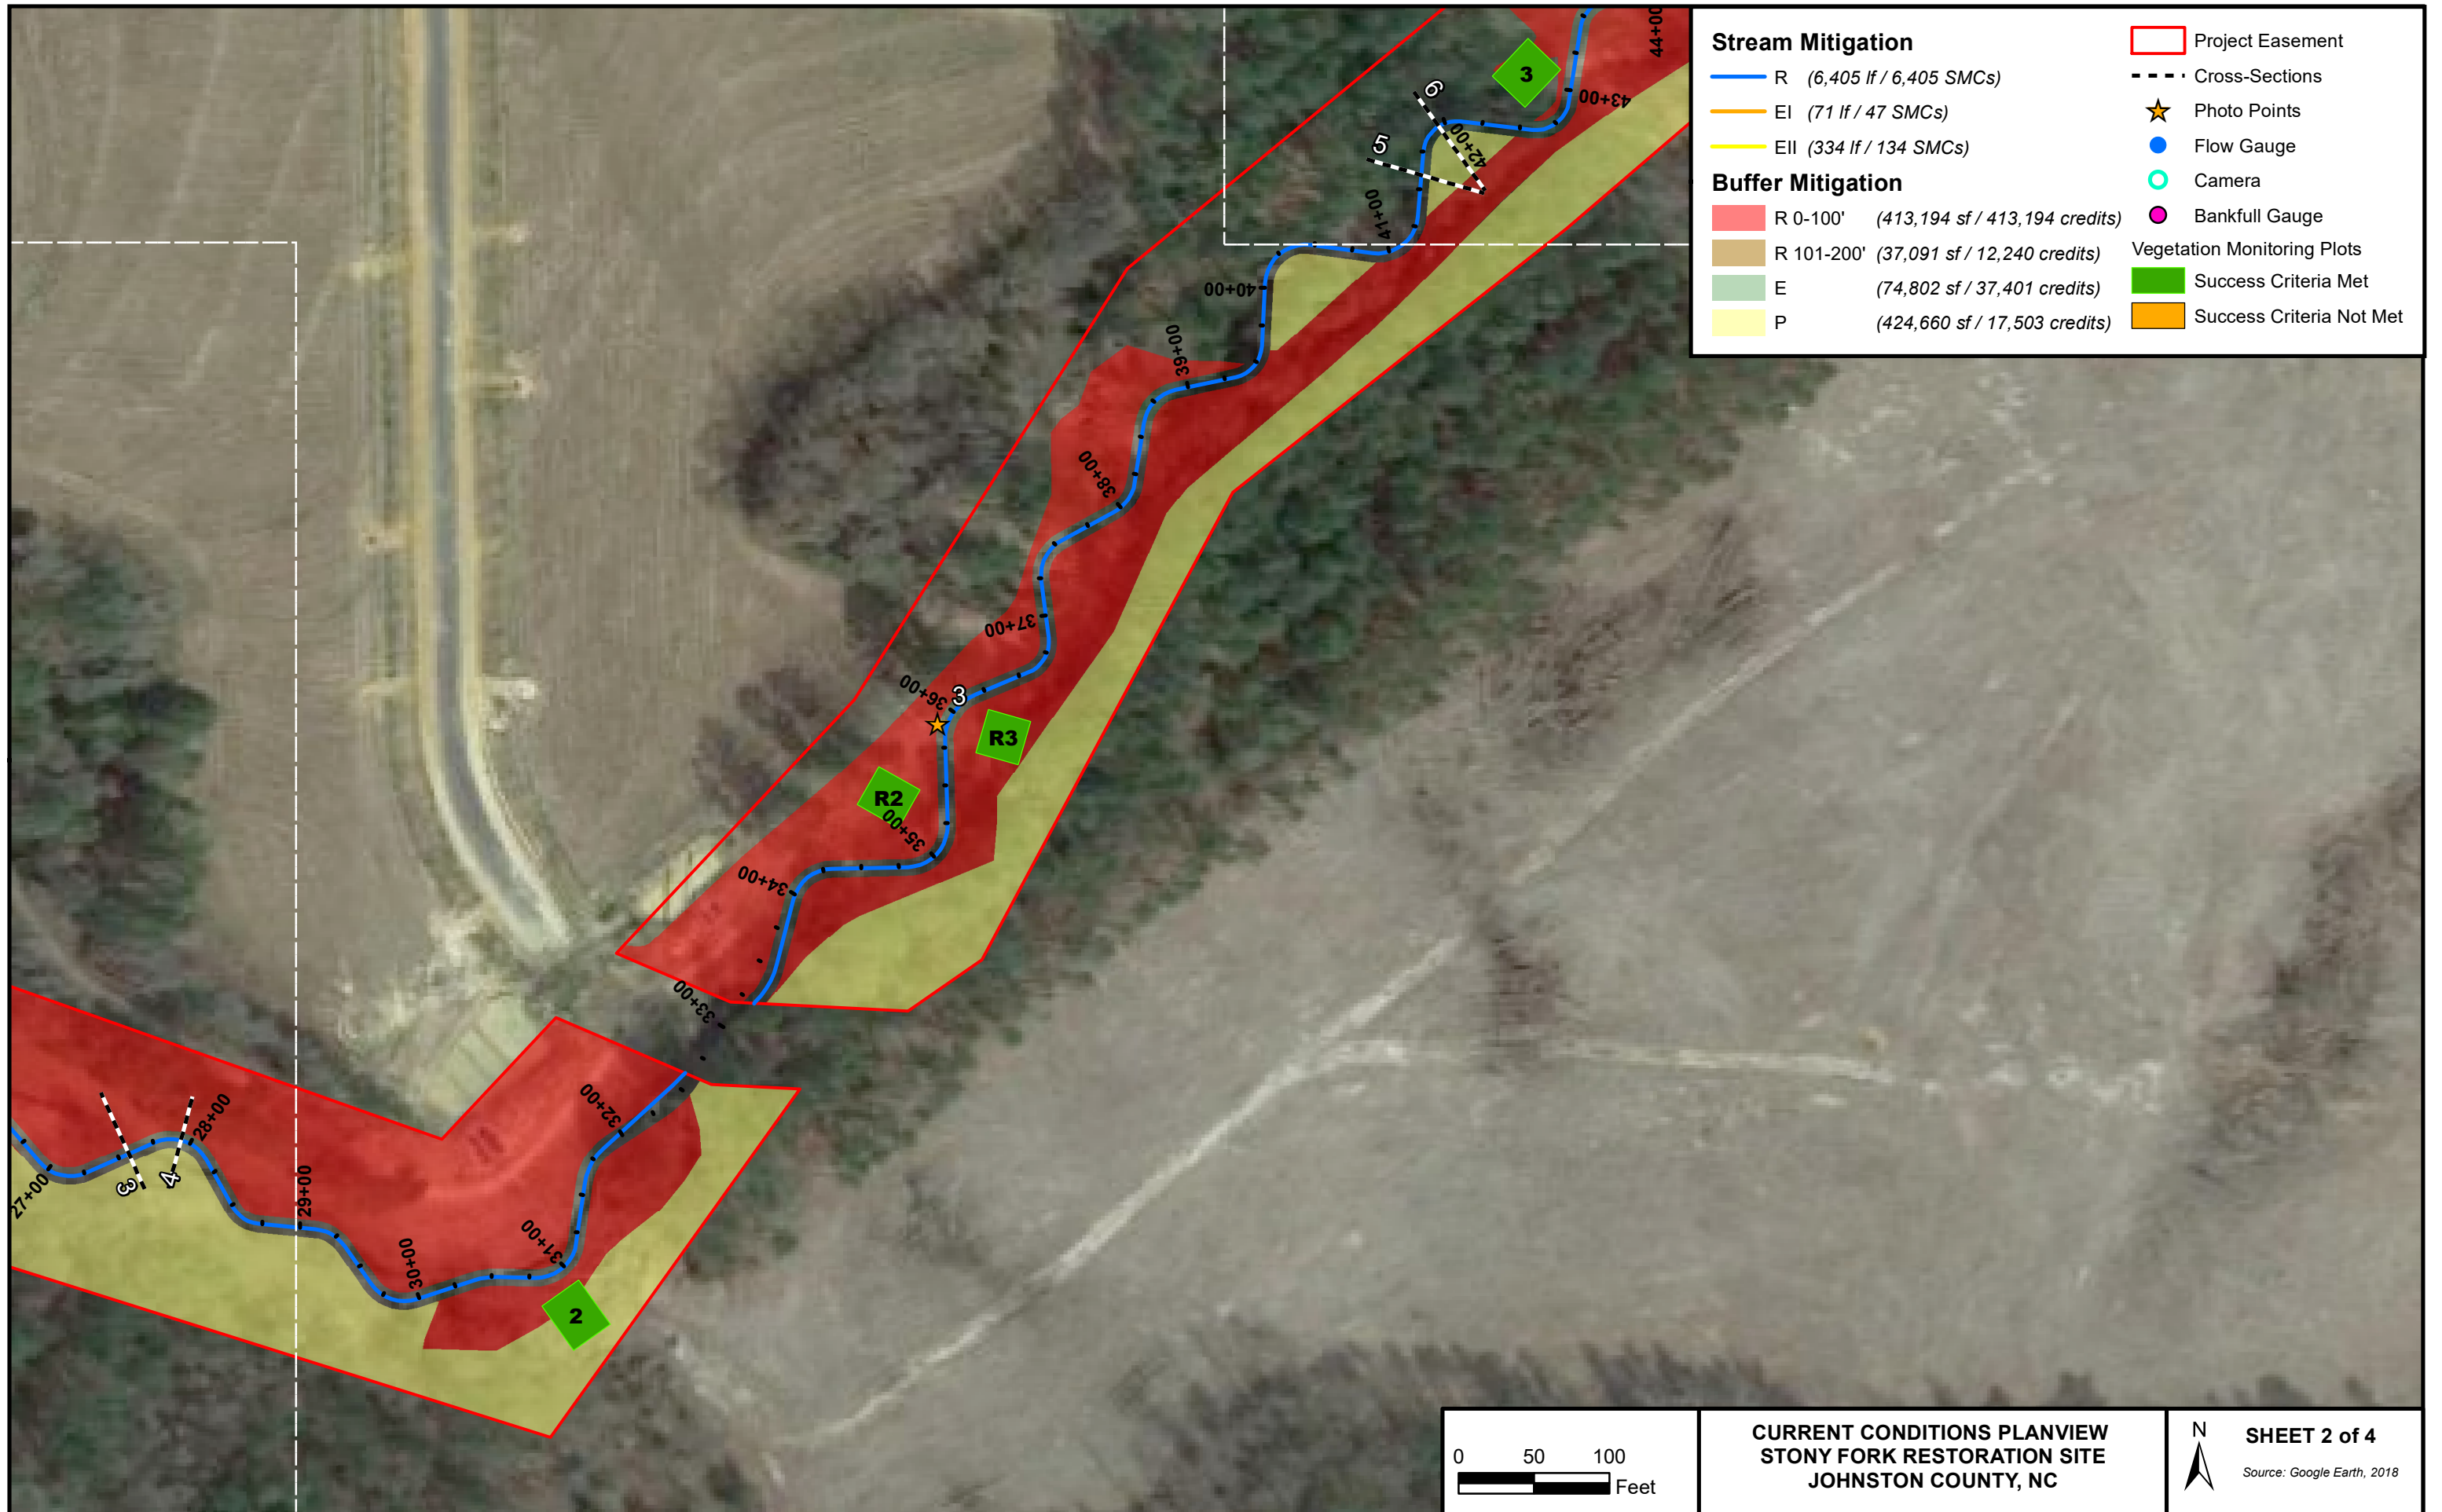 Stream Mitigation
R (6,405 lf / 6,405 SMCs)
EI (71 lf / 47 SMCs)
EII (334 lf / 134 SMCs)
Buffer Mitigation
R 0-100' (413,194 sf / 413,194 credits)
R 101-200' (37,091 sf / 12,240 credits)
E (74,802 sf / 37,401 credits)
P (424,660 sf / 17,503 credits)
Project Easement
Cross-Sections
Photo Points
Flow Gauge
Camera
Bankfull Gauge
Vegetation Monitoring Plots
Success Criteria Met
Success Criteria Not Met
44+00
3
43+00
6
42+00
5
41+00
40+00
39+00
38+00
37+00
36+00
3
R3
R2
35+00
34+00
33+00
32+00
28+00
3
4
27+00
29+00
31+00
30+00
2
0 50 100
Feet
CURRENT CONDITIONS PLANVIEW
STONY FORK RESTORATION SITE
JOHNSTON COUNTY, NC
N
SHEET 2 of 4
Source: Google Earth, 2018